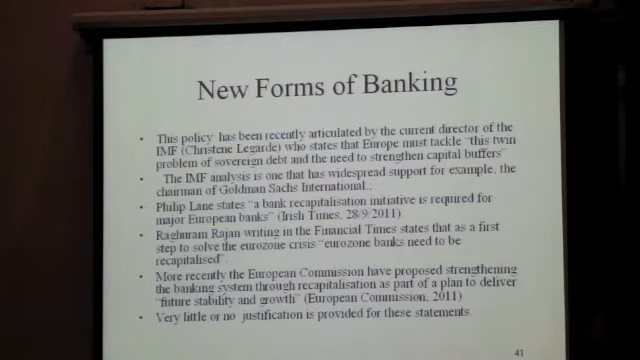 New Forms of Banking
• This policy has been recently articulated by the current director of the
IMF (Christene Legarde) who states that Europe must tackle "this twin
problem of sovereign debt and the need to strengthen capital buffers"
• The IMF analysis is one that has widespread support for example, the
chairman of Goldman Sachs International..
• Philip Lane states "a bank recapitalisation initiative is required for
major European banks" (Irish Times, 28/9/2011).
• Raghuram Rajan writing in the Financial Times states that as a first
step to solve the eurozone crisis "eurozone banks need to be
recapitalised".
• More recently the European Commission have proposed strengthening
the banking system through recapitalisation as part of a plan to deliver
"future stability and growth" (European Commission, 2011)
• Very little or no justification is provided for these statements.
41